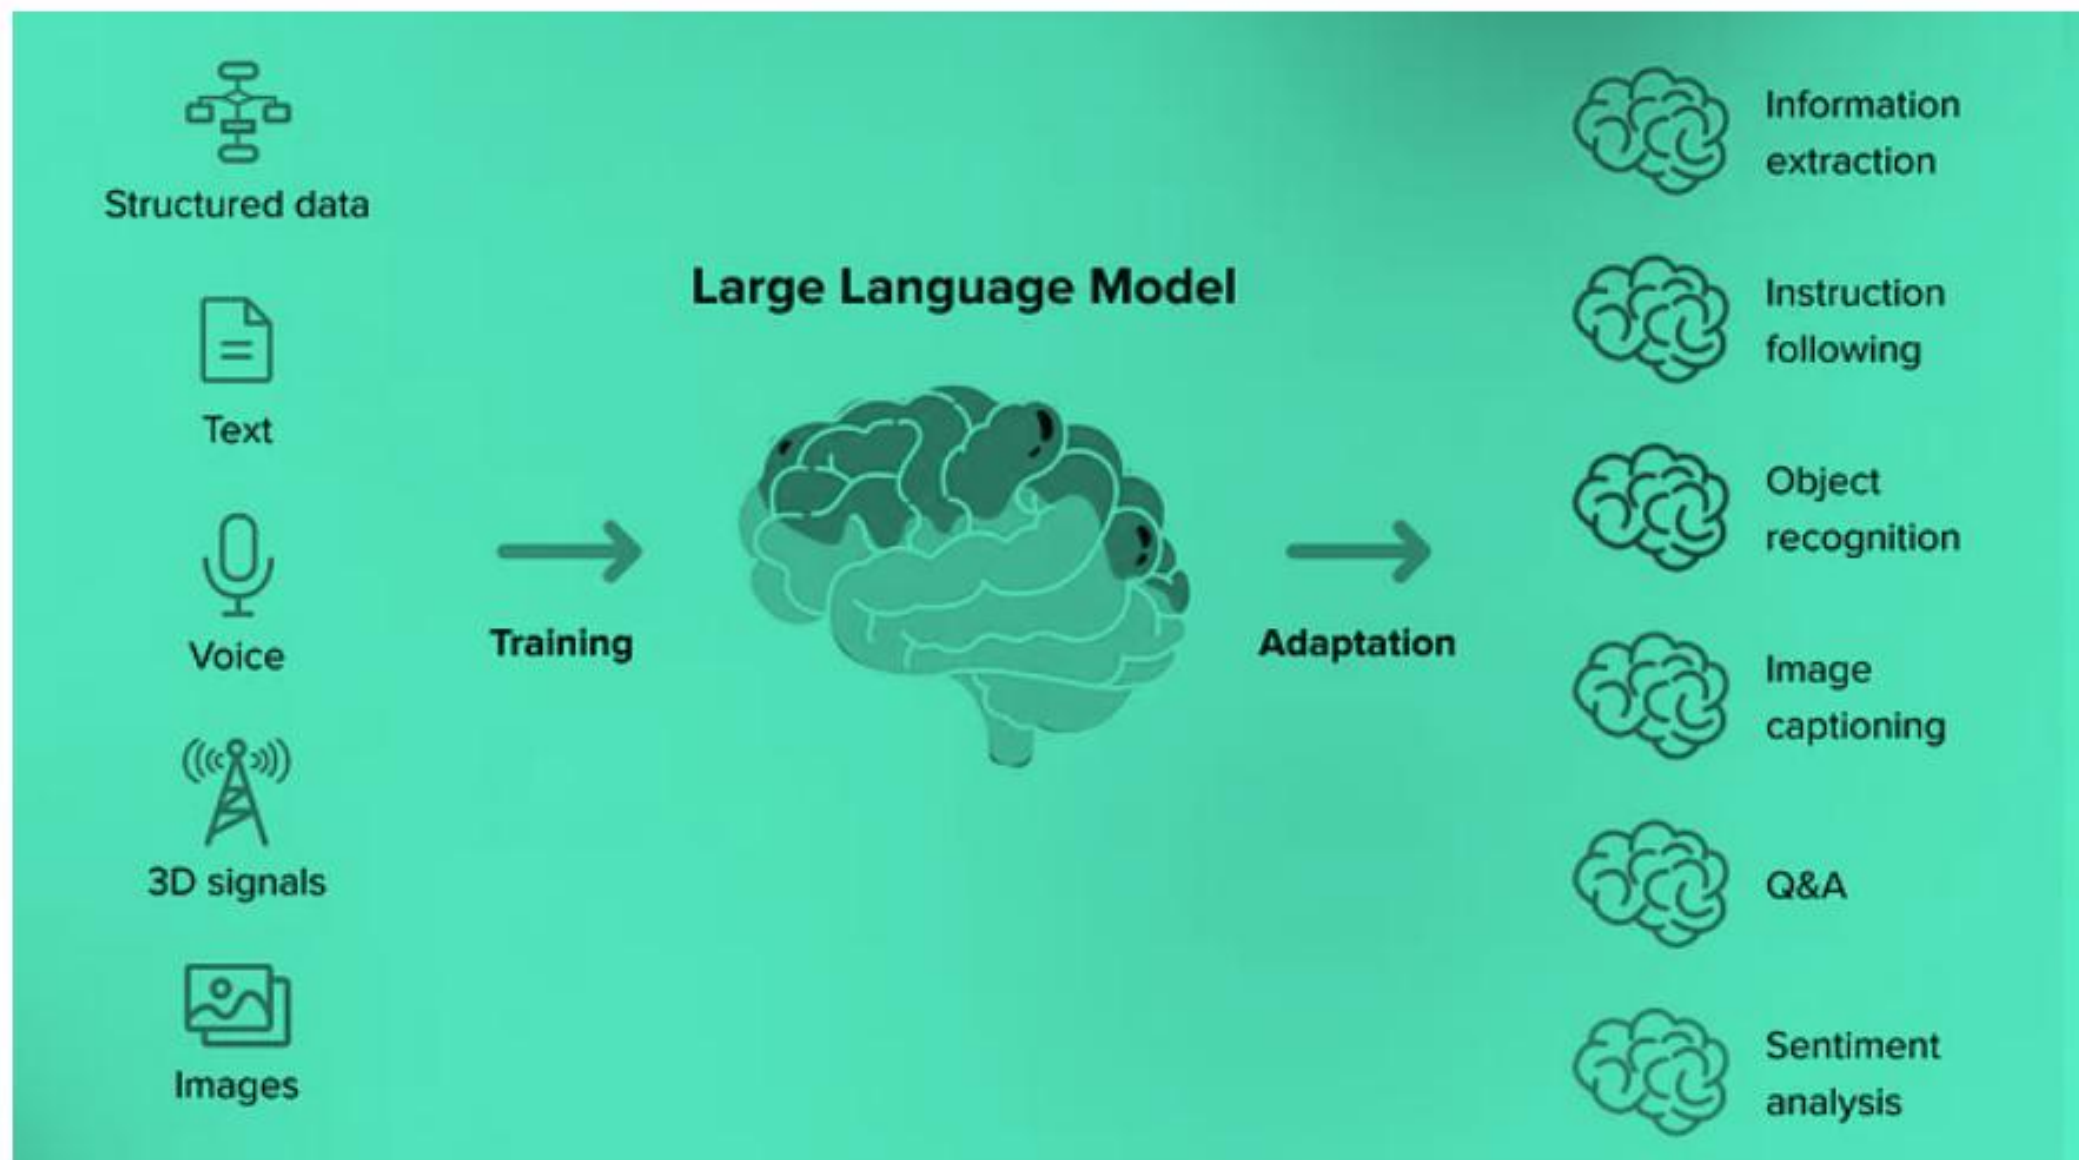 Structured data
Text
Voice
3D signals
Images
Training
Large Language Model
Adaptation
Information
extraction
Instruction
following
Object
recognition
Image
captioning
Q&A
Sentiment
analysis